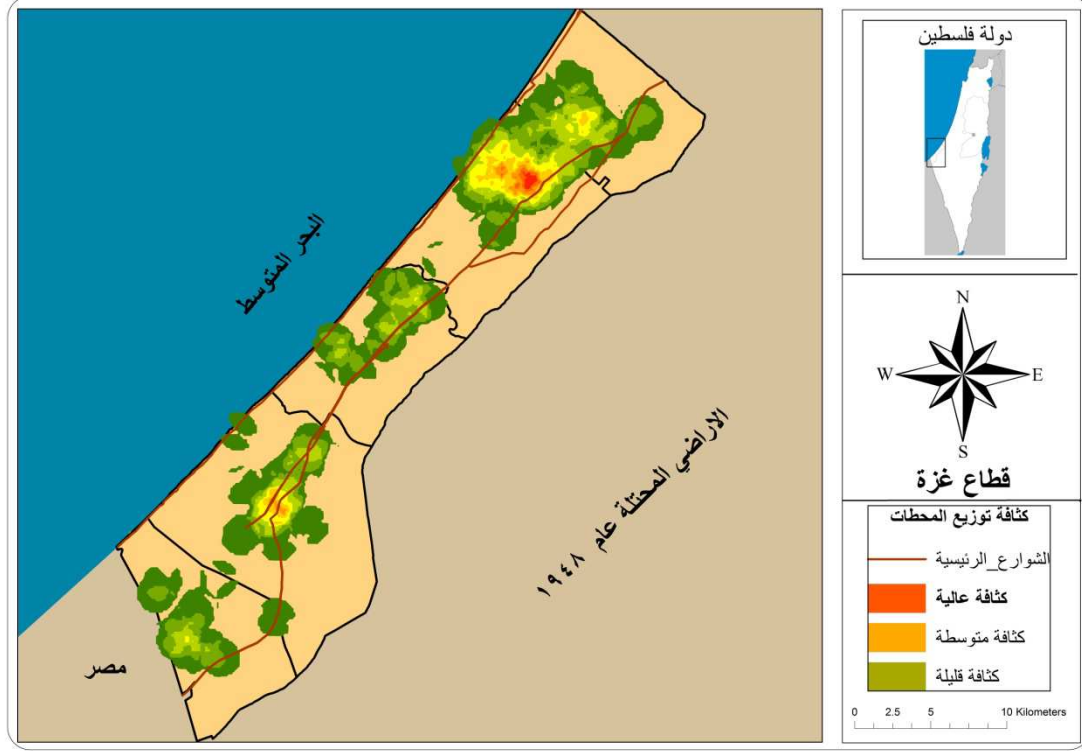 دولة فلسطين
البحر المتوسط
الاراضي المحتلة عام ١٩٤٨
مصر
N
W
E
S
قطاع غزة
كثافة توزيع المحطات
الشوارع_الرئيسية
كثافة عالية
كثافة متوسطة
كثافة قليلة
0 2.5 5 10 Kilometers